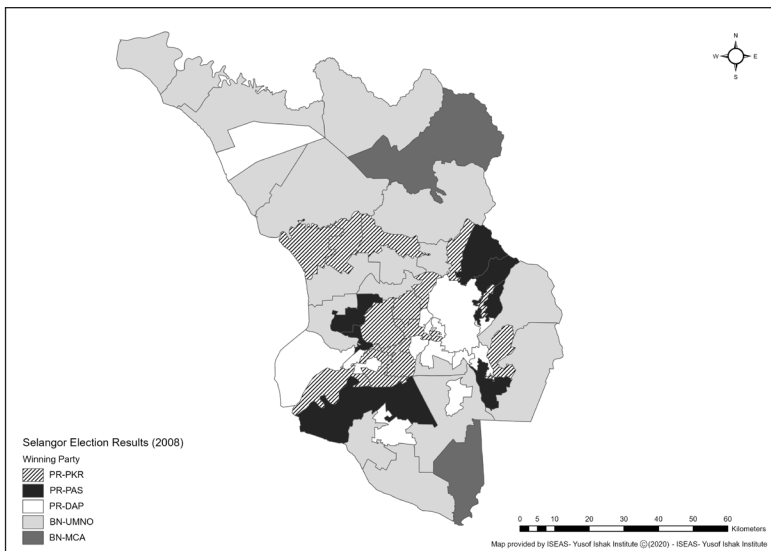 N
W E
S
Selangor Election Results (2008)
Winning Party
PR-PKR
PR-PAS
PR-DAP
BN-UMNO
BN-MCA
0 5 10 20 30 40 50 60
Kilometers
Map provided by ISEAS- Yusof Ishak Institute ©(2020) - ISEAS- Yusof Ishak Institute